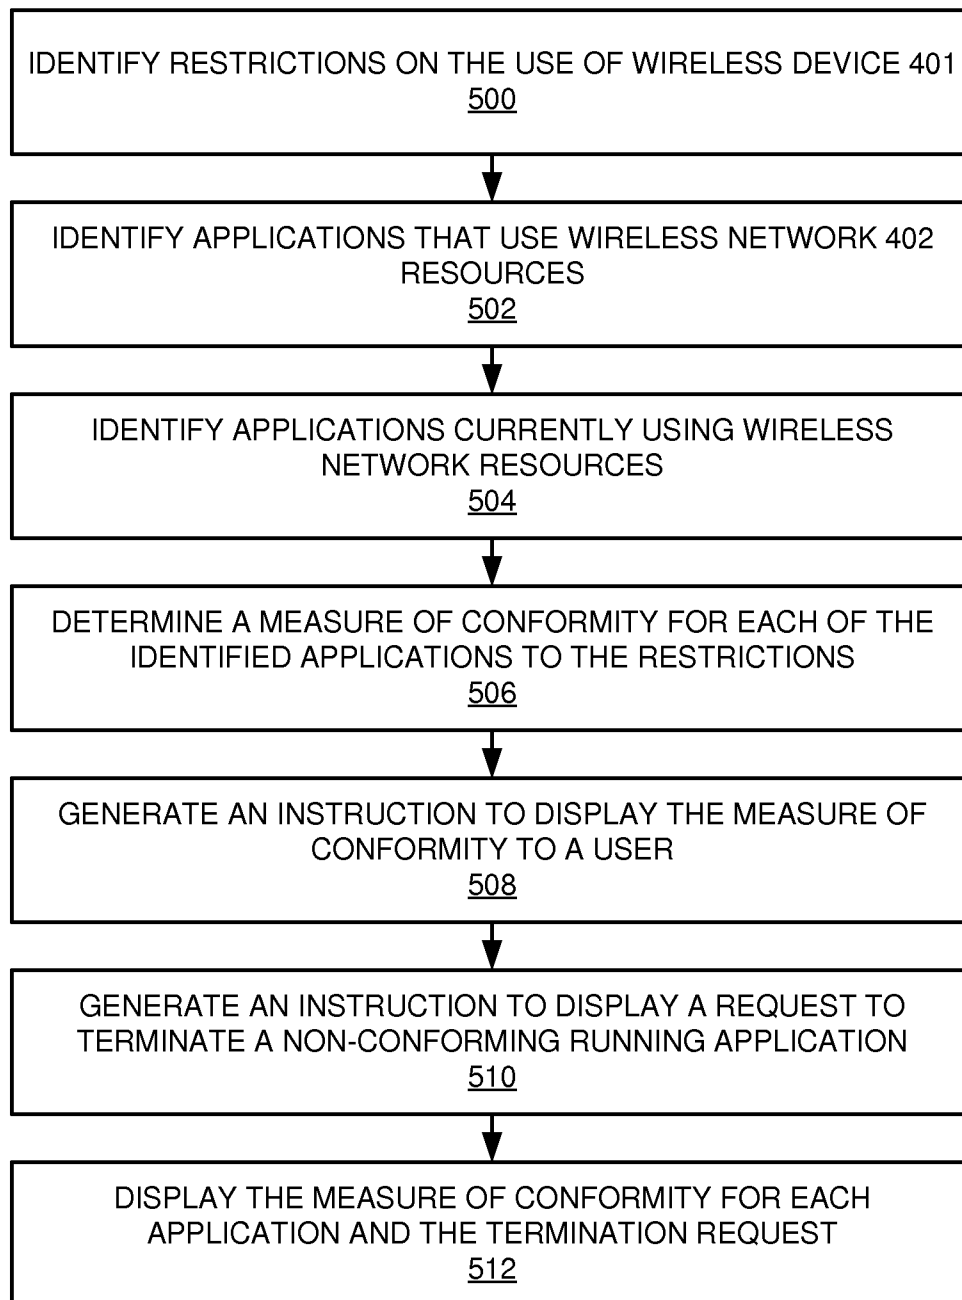 IDENTIFY RESTRICTIONS ON THE USE OF WIRELESS DEVICE 401
500
IDENTIFY APPLICATIONS THAT USE WIRELESS NETWORK 402
RESOURCES
502
IDENTIFY APPLICATIONS CURRENTLY USING WIRELESS
NETWORK RESOURCES
504
DETERMINE A MEASURE OF CONFORMITY FOR EACH OF THE
IDENTIFIED APPLICATIONS TO THE RESTRICTIONS
506
GENERATE AN INSTRUCTION TO DISPLAY THE MEASURE OF
CONFORMITY TO A USER
508
GENERATE AN INSTRUCTION TO DISPLAY A REQUEST TO
TERMINATE A NON-CONFORMING RUNNING APPLICATION
510
DISPLAY THE MEASURE OF CONFORMITY FOR EACH
APPLICATION AND THE TERMINATION REQUEST
512